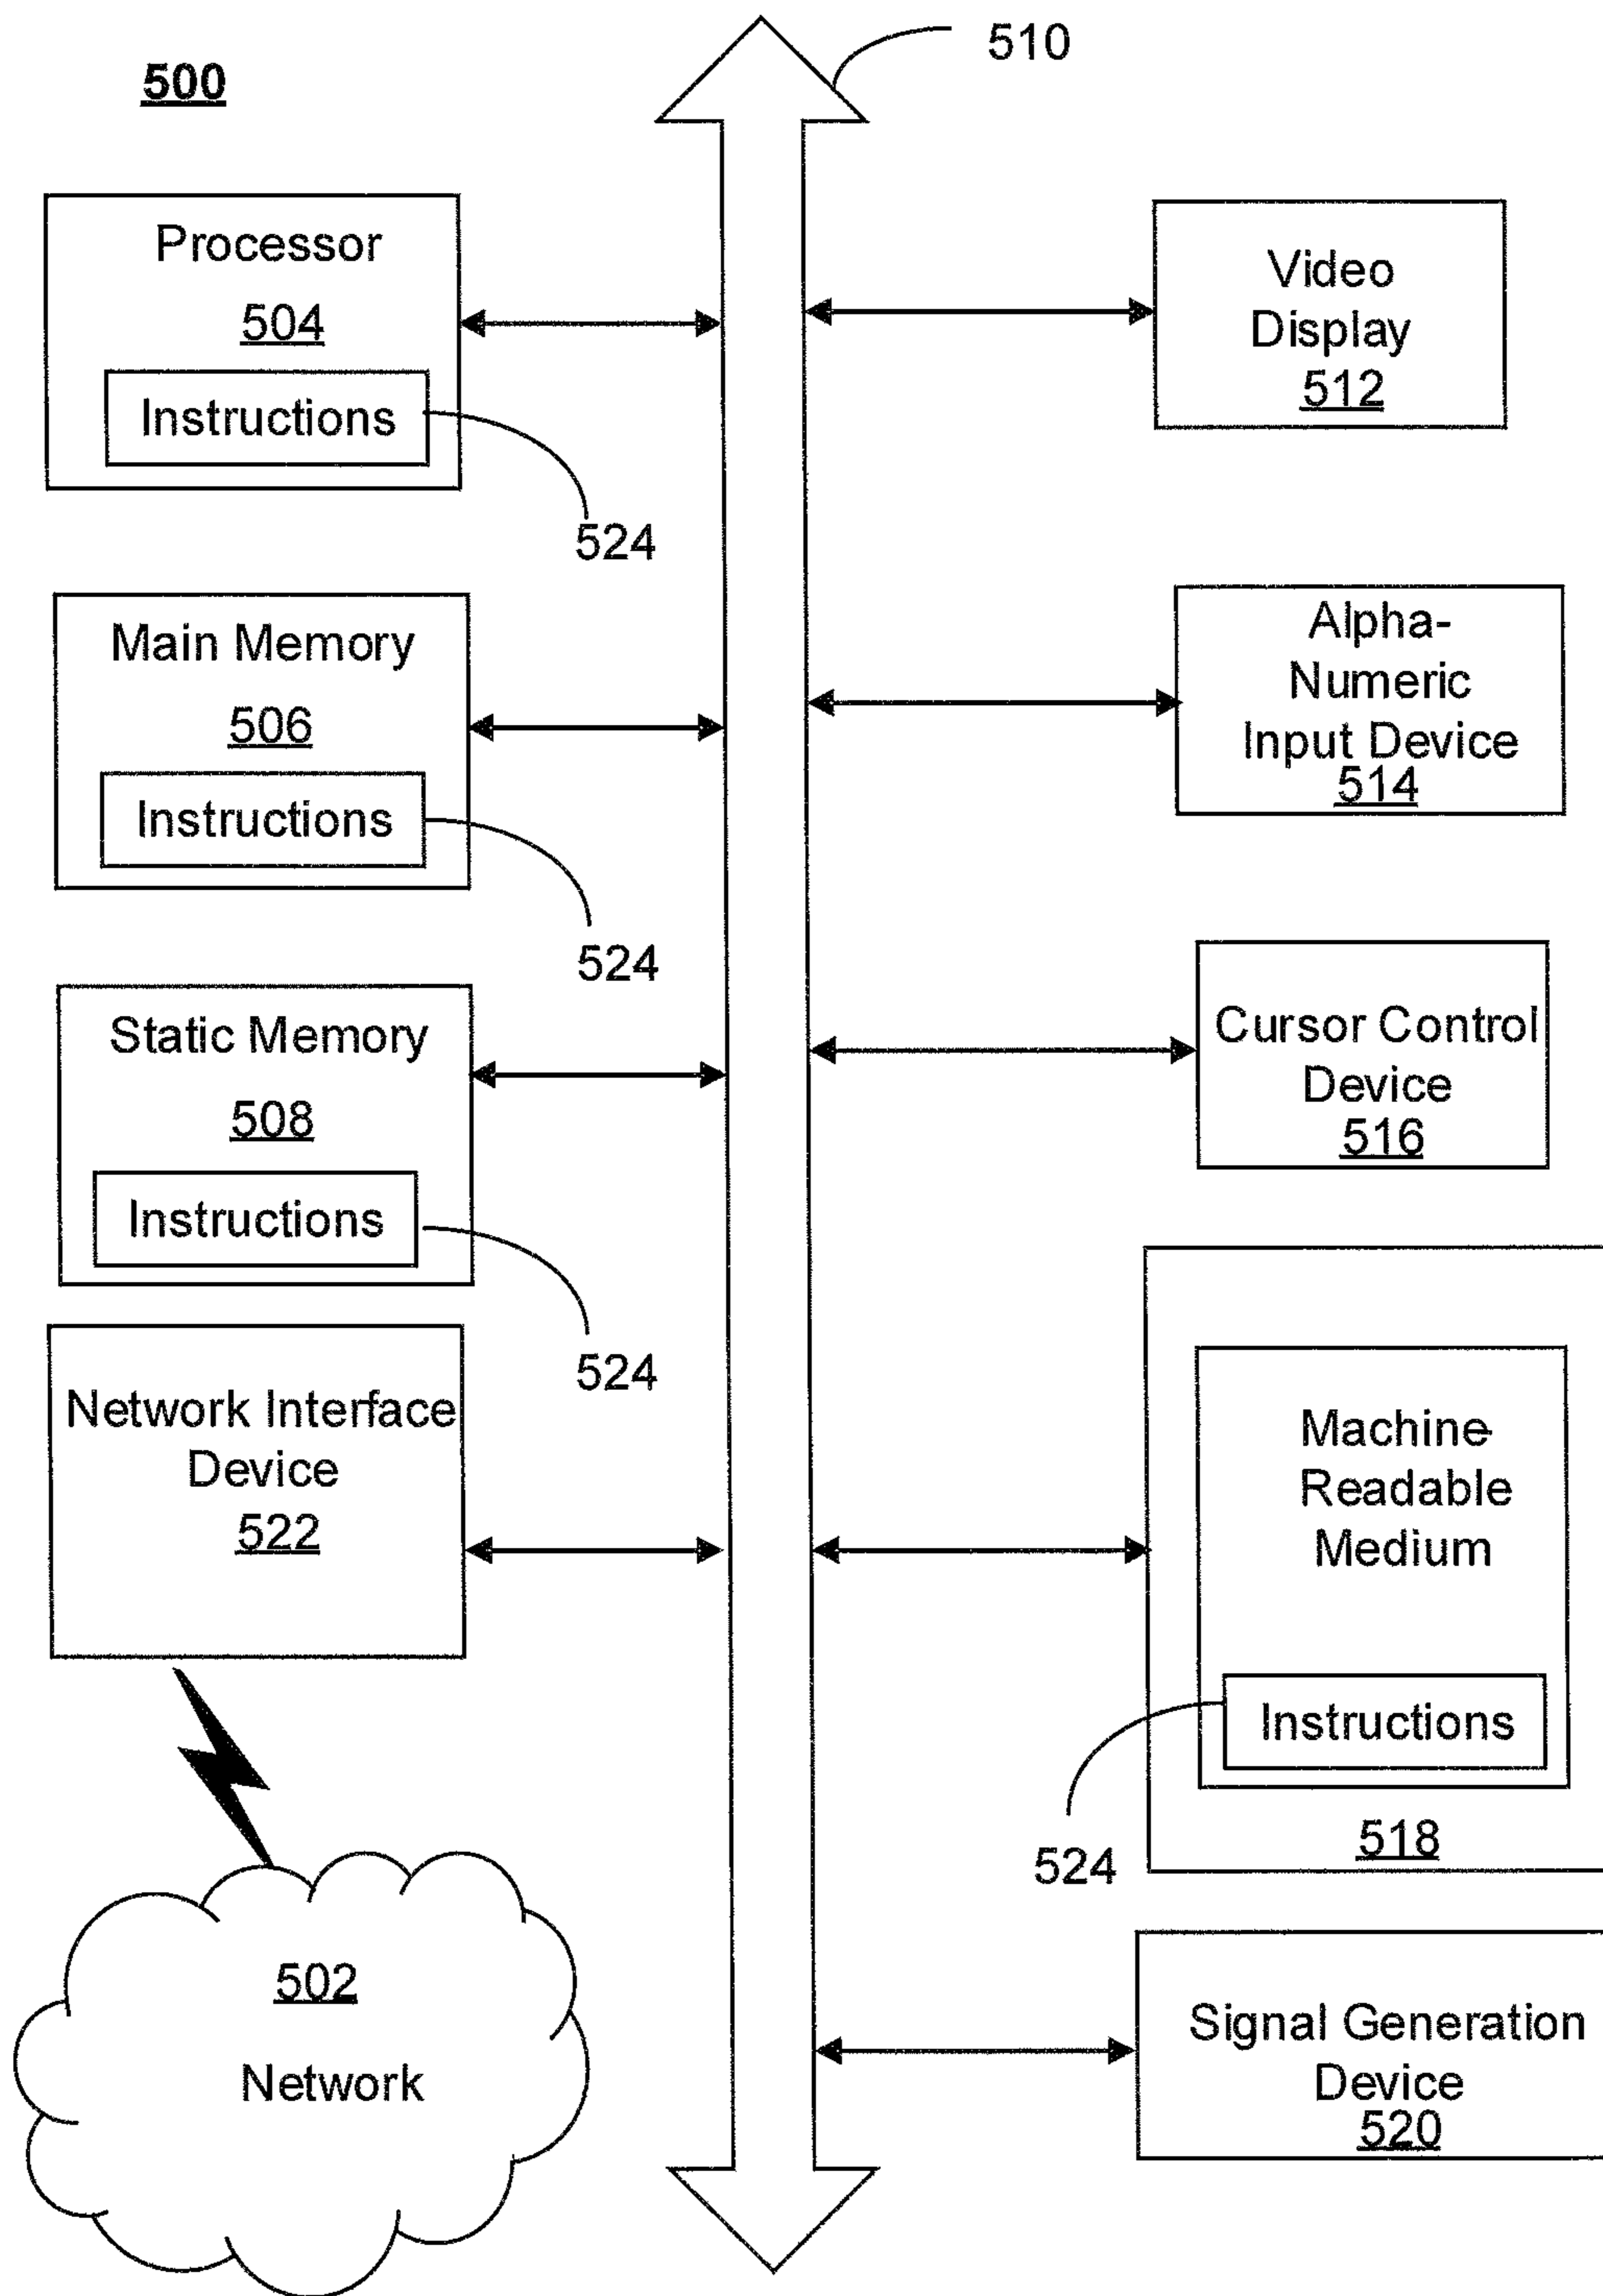 500
510
Processor
504
Instructions
524
Main Memory
506
Instructions
524
Static Memory
508
Instructions
524
Network Interface
Device
522
502
Network
Video
Display
512
Alpha-
Numeric
Input Device
514
Cursor Control
Device
516
Machine-
Readable
Medium
Instructions
524
518
Signal Generation
Device
520